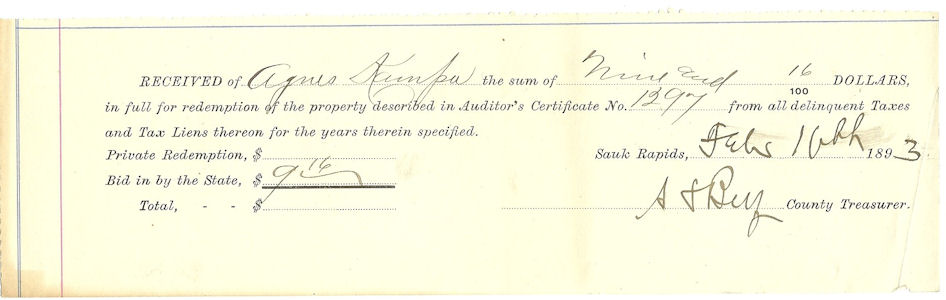 RECEIVED of Agnes Kumpa the sum of Nine and 16/100 DOLLARS,
in full for redemption of the property described in Auditor's Certificate No. 1297 from all delinquent Taxes
and Tax Liens thereon for the years therein specified.
Private Redemption, $
Sauk Rapids, Feb 16th 1893
Bid in by the State, $ 9 16
Total, - - $
County Treasurer.